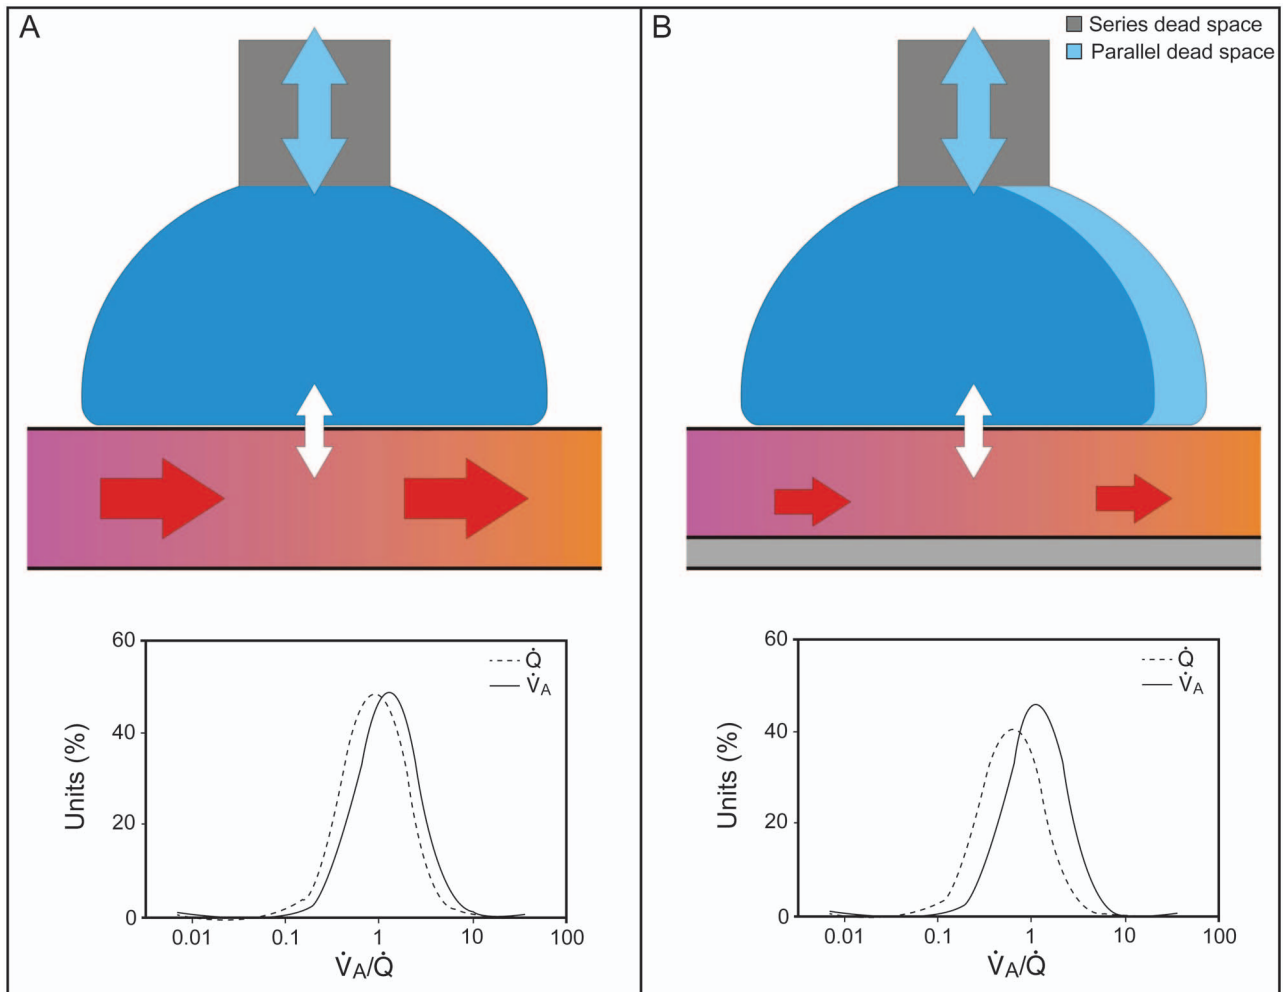 A
B
Series dead space
Parallel dead space
60
40
20
0
Units (%)
Q̇
V̇A
0.01
0.1
1
10
100
V̇A/Q̇
60
40
20
0
Units (%)
Q̇
V̇A
0.01
0.1
1
10
100
V̇A/Q̇